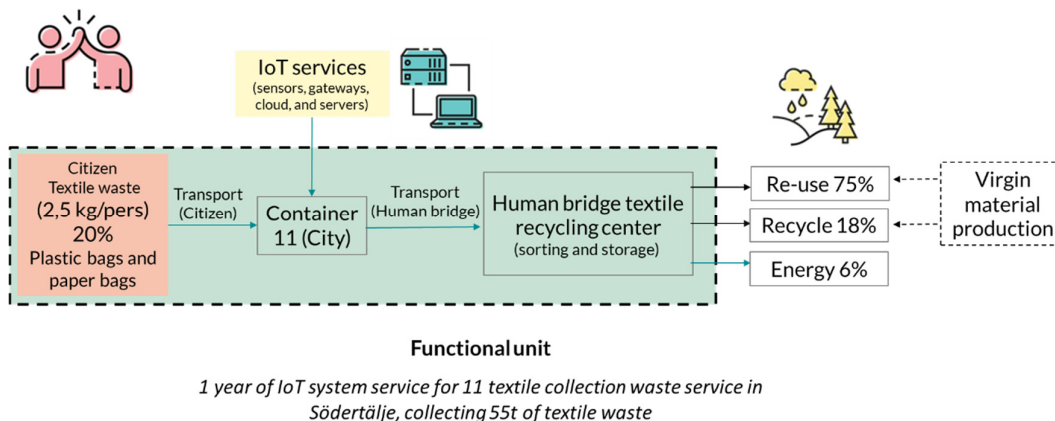 IoT services
(sensors, gateways,
cloud, and servers)
Citizen
Textile waste
(2,5 kg/pers)
20%
Plastic bags and
paper bags
Transport
(Citizen)
Container
11 (City)
Transport
(Human bridge)
Human bridge textile
recycling center
(sorting and storage)
Re-use 75%
Recycle 18%
Energy 6%
Virgin
material
production
Functional unit
1 year of IoT system service for 11 textile collection waste service in
Södertälje, collecting 55t of textile waste